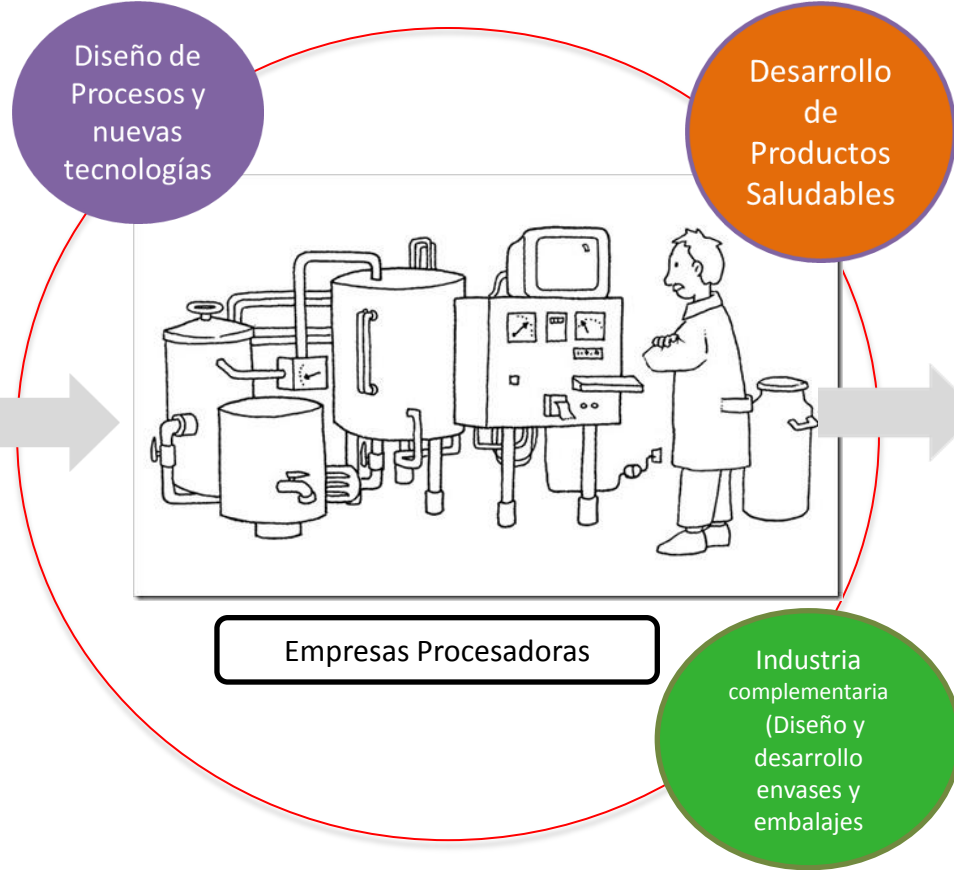 Diseño de
Procesos y
nuevas
tecnologías
Desarrollo
de
Productos
Saludables
Empresas Procesadoras
Industria
complementaria
(Diseño y
desarrollo
envases y
embalajes